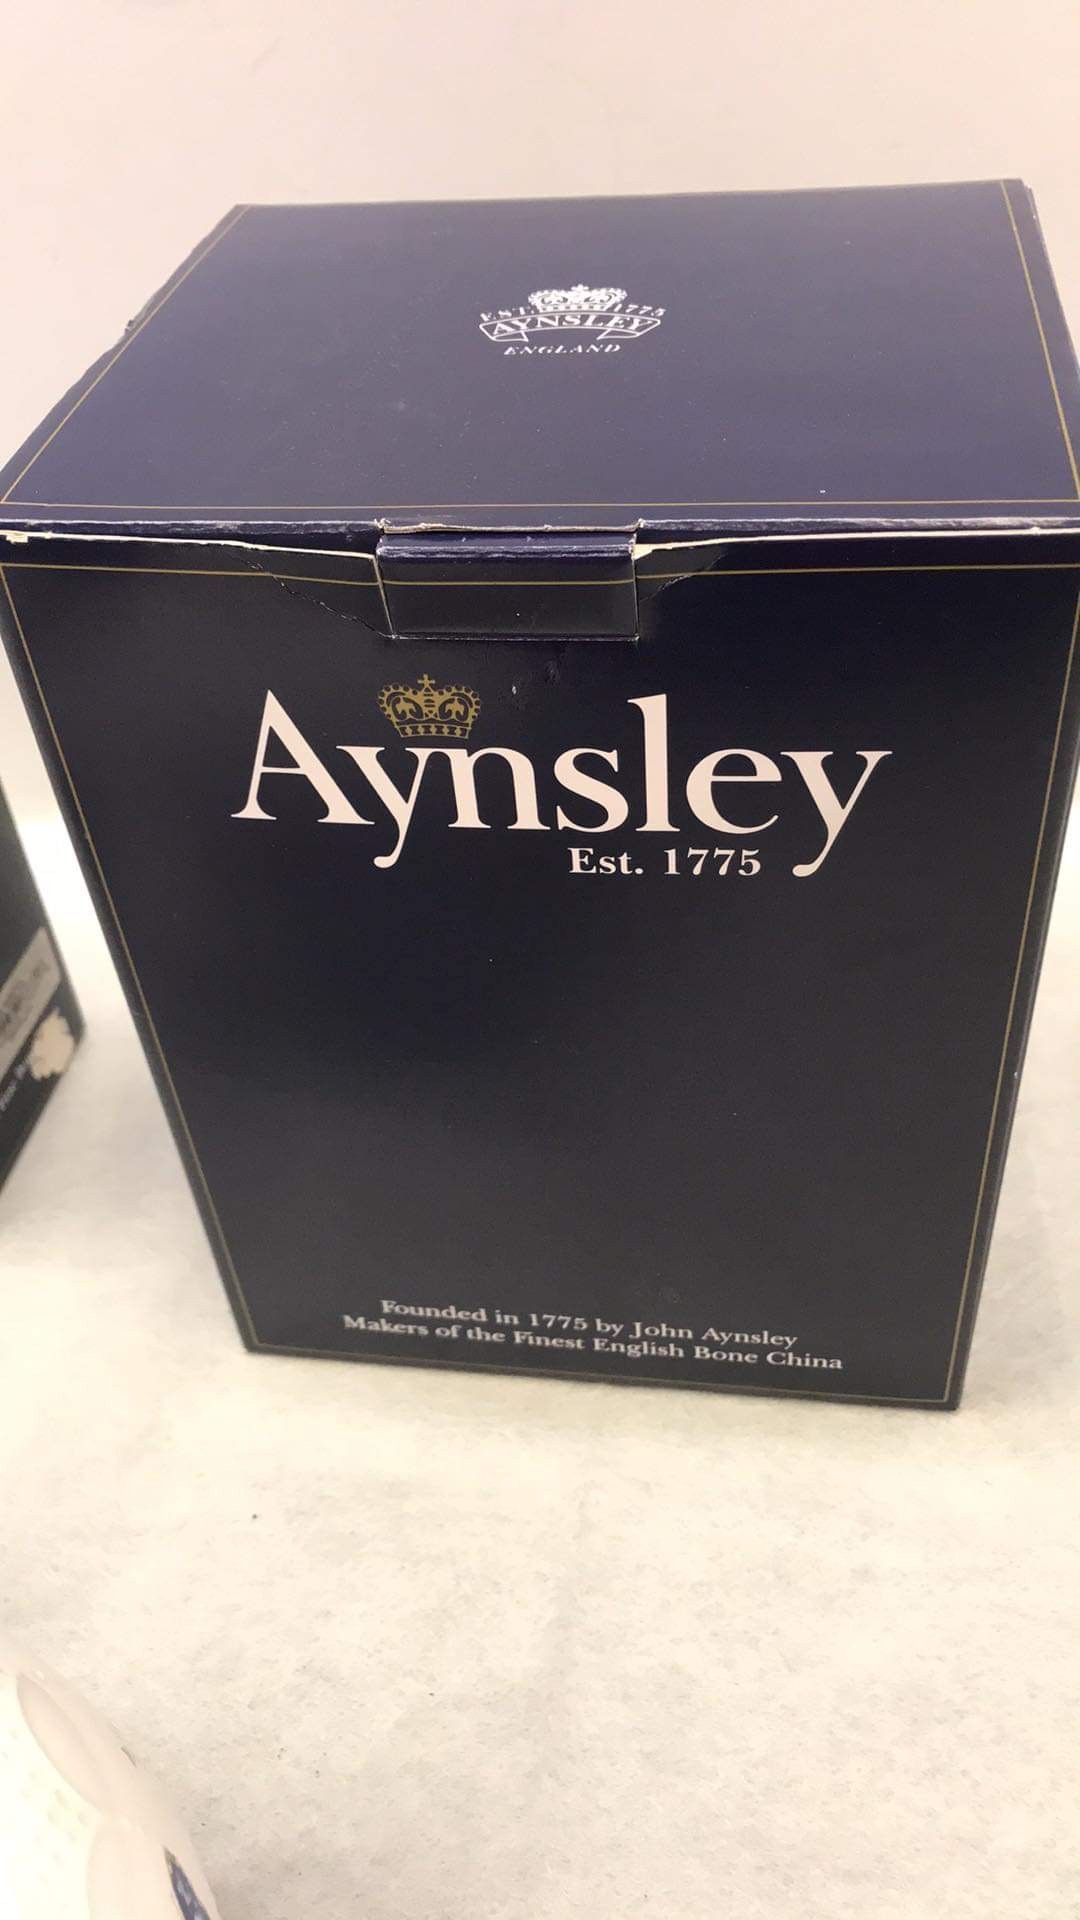 EST. 1775
AYNSLEY
ENGLAND
Aynsley
Est. 1775
Founded in 1775 by John Aynsley
Makers of the Finest English Bone China